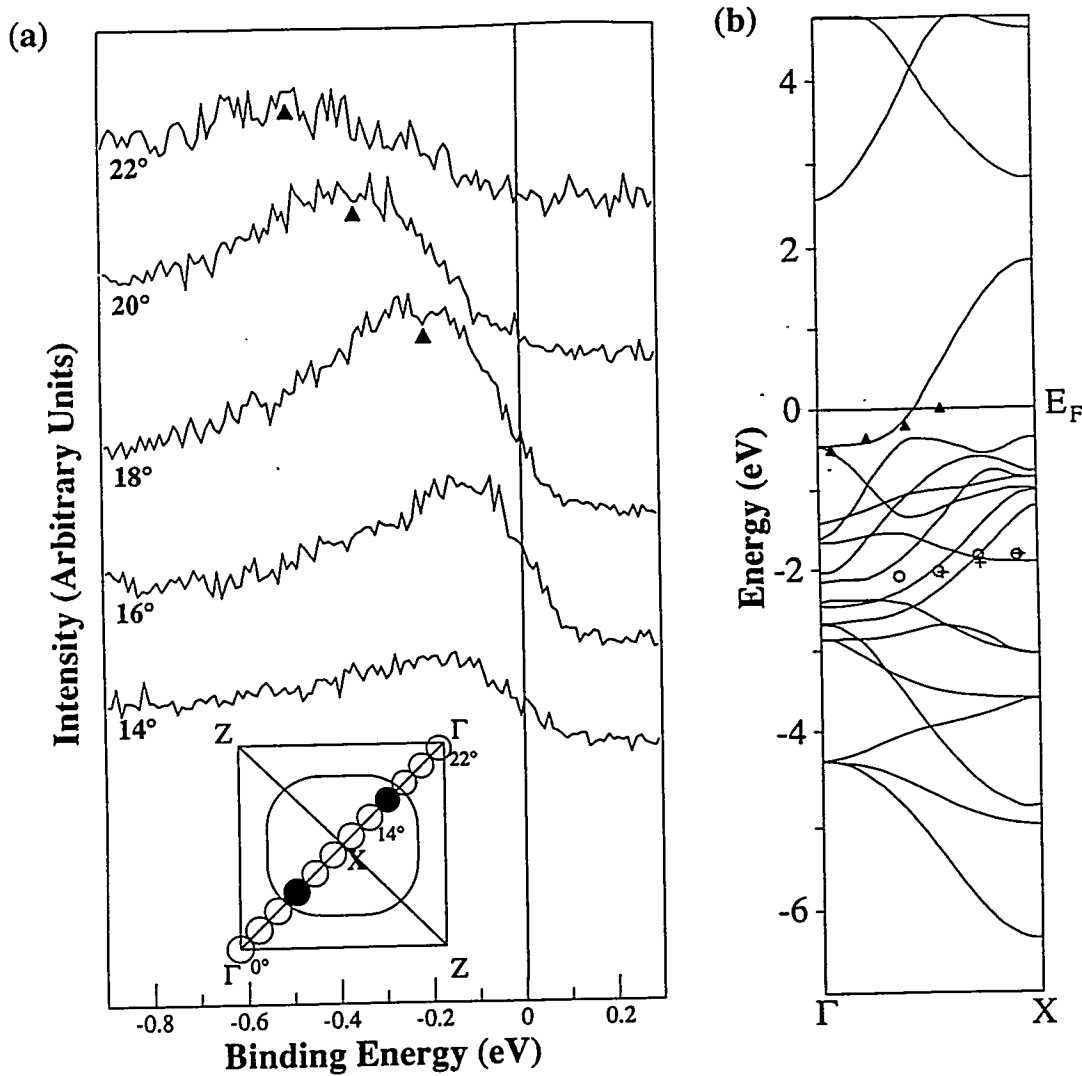 (a)
Intensity (Arbitrary Units)
22°
20°
18°
16°
14°
Z
Γ
22°
14°
X
Γ
0°
Z
-0.8
-0.6
-0.4
-0.2
0
0.2
Binding Energy (eV)
(b)
Energy (eV)
4
2
0
-2
-4
-6
E_F
Γ
X